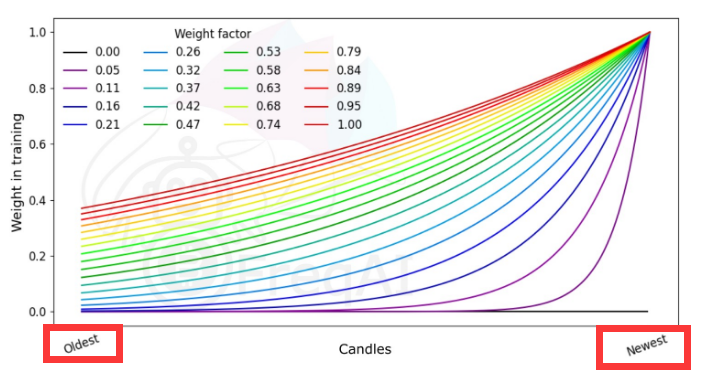 Weight factor
0.00 0.26 0.53 0.79
0.05 0.32 0.58 0.84
0.11 0.37 0.63 0.89
0.16 0.42 0.68 0.95
0.21 0.47 0.74 1.00
Weight in training
1.0
0.8
0.6
0.4
0.2
0.0
Oldest
Candles
Newest